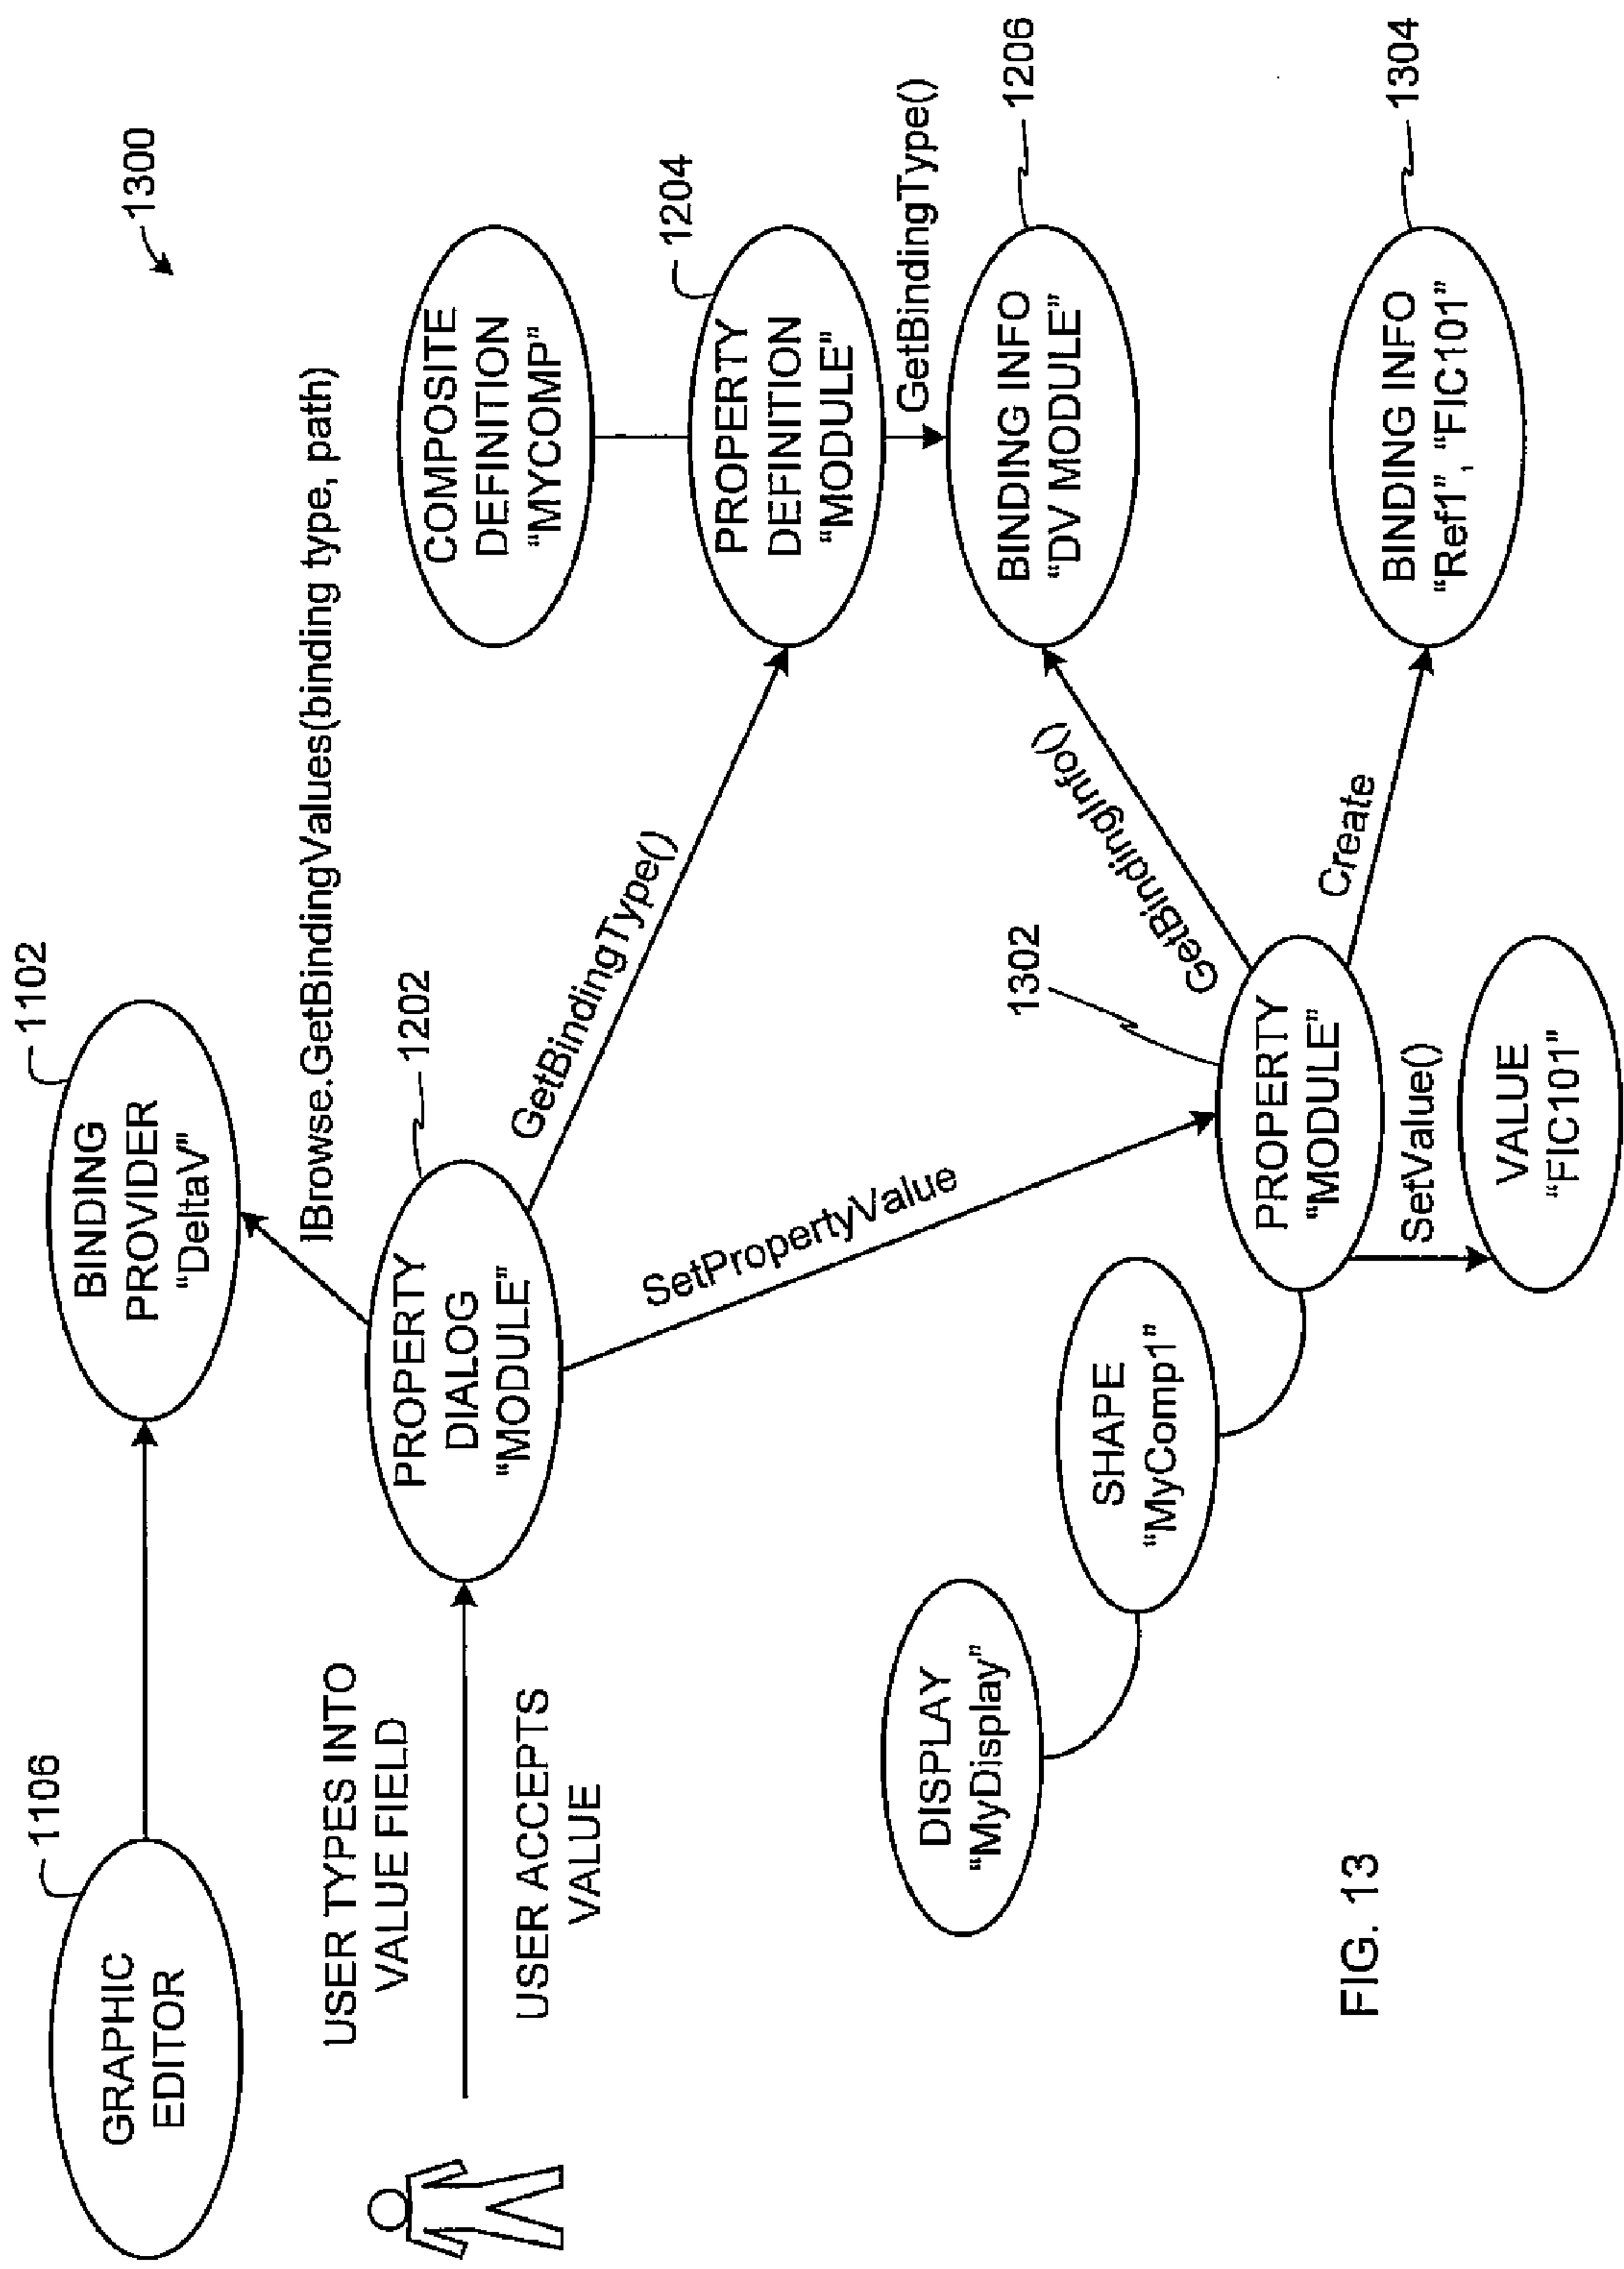 1300
1106
GRAPHIC
EDITOR
1102
BINDING
PROVIDER
“DeltaV”
IBrowse.GetBindingValues(binding type, path)
USER TYPES INTO
VALUE FIELD
USER ACCEPTS
VALUE
1202
PROPERTY
DIALOG
“MODULE”
GetBindingType()
COMPOSITE
DEFINITION
“MYCOMP”
1204
PROPERTY
DEFINITION
“MODULE”
GetBindingType()
1206
BINDING INFO
“DV MODULE”
SetPropertyValue
DISPLAY
“MyDisplay”
SHAPE
“MyComp1”
1302
PROPERTY
“MODULE”
GetBindingInfo()
Create
1304
BINDING INFO
“Ref1”, “FIC101”
SetValue()
VALUE
“FIC101”
FIG. 13